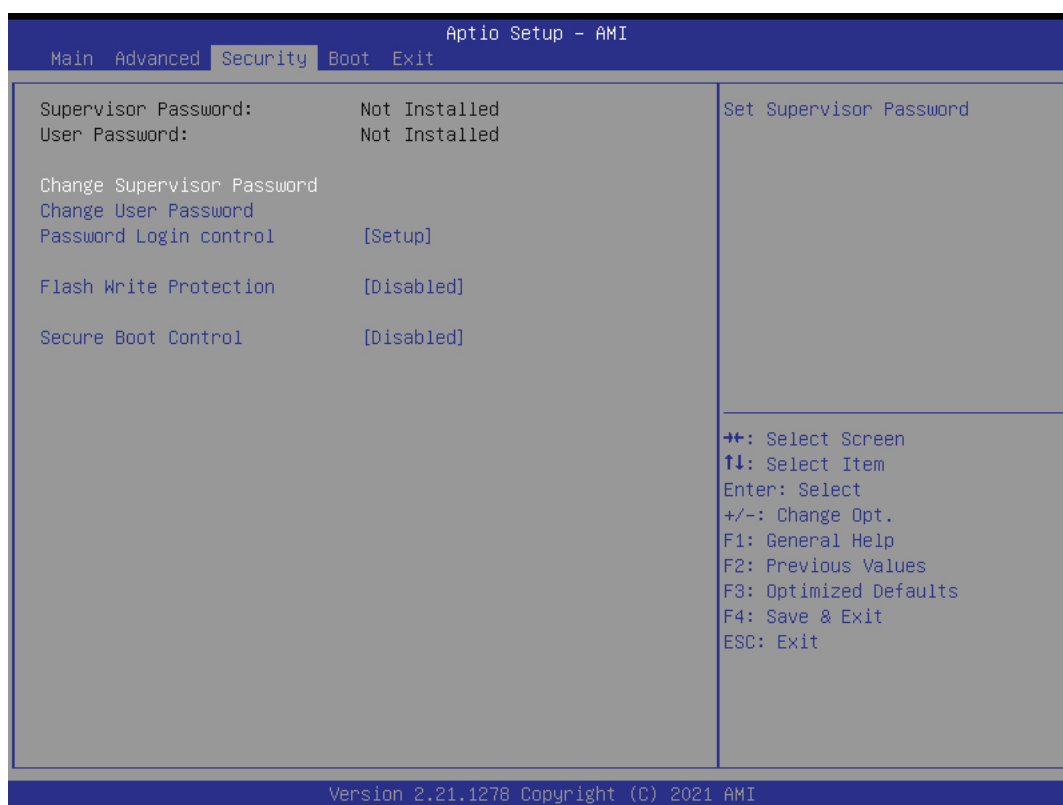 Aptio Setup – AMI
Main Advanced Security Boot Exit
Supervisor Password: Not Installed
User Password: Not Installed
Change Supervisor Password
Change User Password
Password Login control [Setup]
Flash Write Protection [Disabled]
Secure Boot Control [Disabled]
Set Supervisor Password
→←: Select Screen
↑↓: Select Item
Enter: Select
+/-: Change Opt.
F1: General Help
F2: Previous Values
F3: Optimized Defaults
F4: Save & Exit
ESC: Exit
Version 2.21.1278 Copyright (C) 2021 AMI